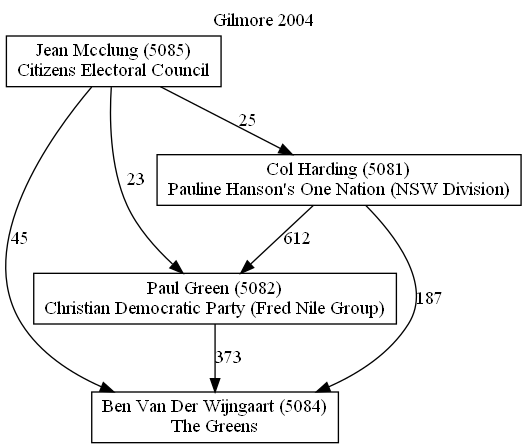 Gilmore 2004
Jean Mcclung (5085)
Citizens Electoral Council
25
Col Harding (5081)
Pauline Hanson's One Nation (NSW Division)
23
45
612
Paul Green (5082)
Christian Democratic Party (Fred Nile Group)
187
373
Ben Van Der Wijngaart (5084)
The Greens